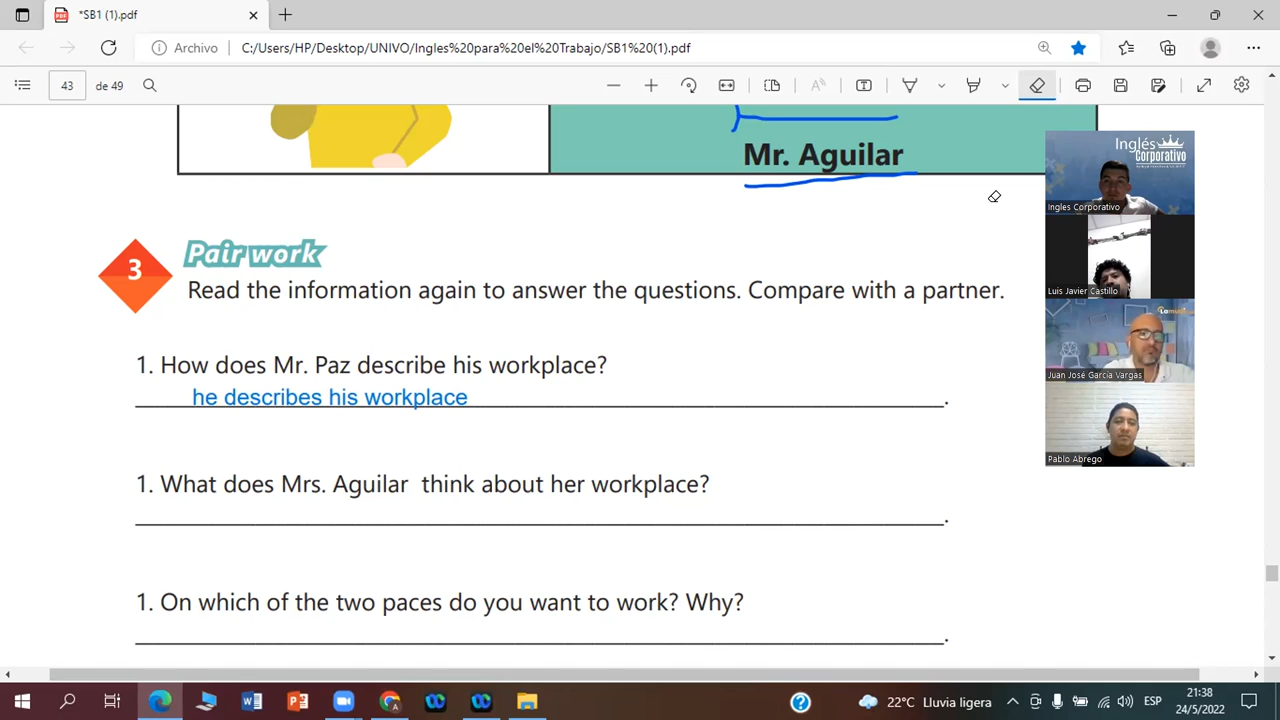 *SB1 (1).pdf
Archivo
C:/Users/HP/Desktop/UNIVO/Ingles%20para%20el%20Trabajo/SB1%20(1).pdf
43
de 49
Mr. Aguilar
Inglés
Corporativo
Ingles Corporativo
3
Pair work
Read the information again to answer the questions. Compare with a partner.
Luis Javier Castillo
1. How does Mr. Paz describe his workplace?
Juan José García Vargas
he describes his workplace
.
Pablo Abrego
1. What does Mrs. Aguilar think about her workplace?
.
1. On which of the two paces do you want to work? Why?
.
22°C Lluvia ligera
ESP
21:38
24/5/2022